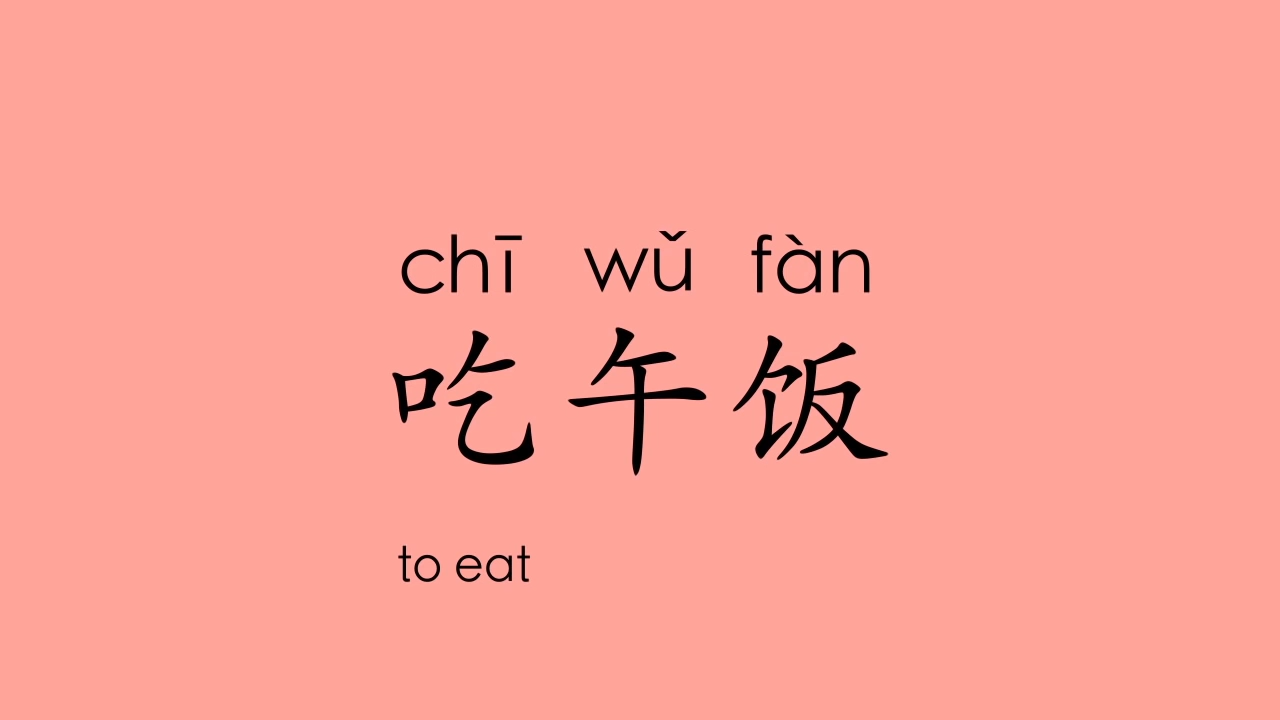 chī wǔ fàn
吃午饭
to eat